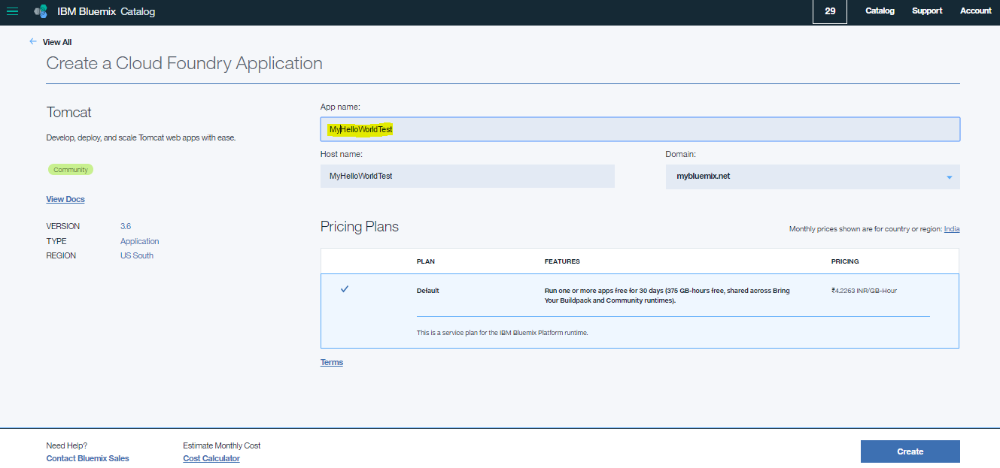 IBM Bluemix Catalog
29
Catalog
Support
Account
View All
Create a Cloud Foundry Application
Tomcat
Develop, deploy, and scale Tomcat web apps with ease.
Community
View Docs
VERSION 3.6
TYPE Application
REGION US South
App name:
MyHelloWorldTest
Host name:
MyHelloWorldTest
Domain:
mybluemix.net
Pricing Plans
Monthly prices shown are for country or region: India
PLAN FEATURES PRICING
Default
Run one or more apps free for 30 days (375 GB-hours free, shared across Bring
Your Buildpack and Community runtimes).
₹4.2263 INR/GB-Hour
This is a service plan for the IBM Bluemix Platform runtime.
Terms
Need Help?
Contact Bluemix Sales
Estimate Monthly Cost
Cost Calculator
Create